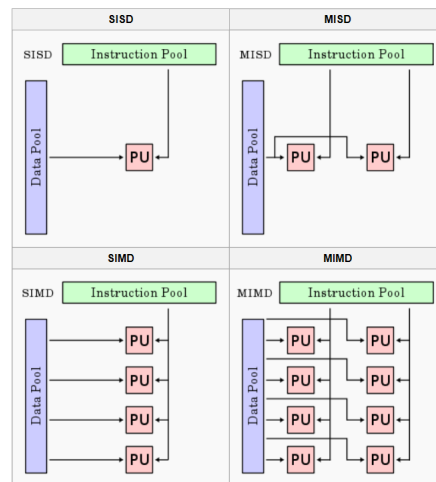 SISD
MISD
SISD Instruction Pool
Data Pool
PU
MISD Instruction Pool
Data Pool
PU PU
SIMD
MIMD
SIMD Instruction Pool
Data Pool
PU
PU
PU
PU
MIMD Instruction Pool
Data Pool
PU PU
PU PU
PU PU
PU PU